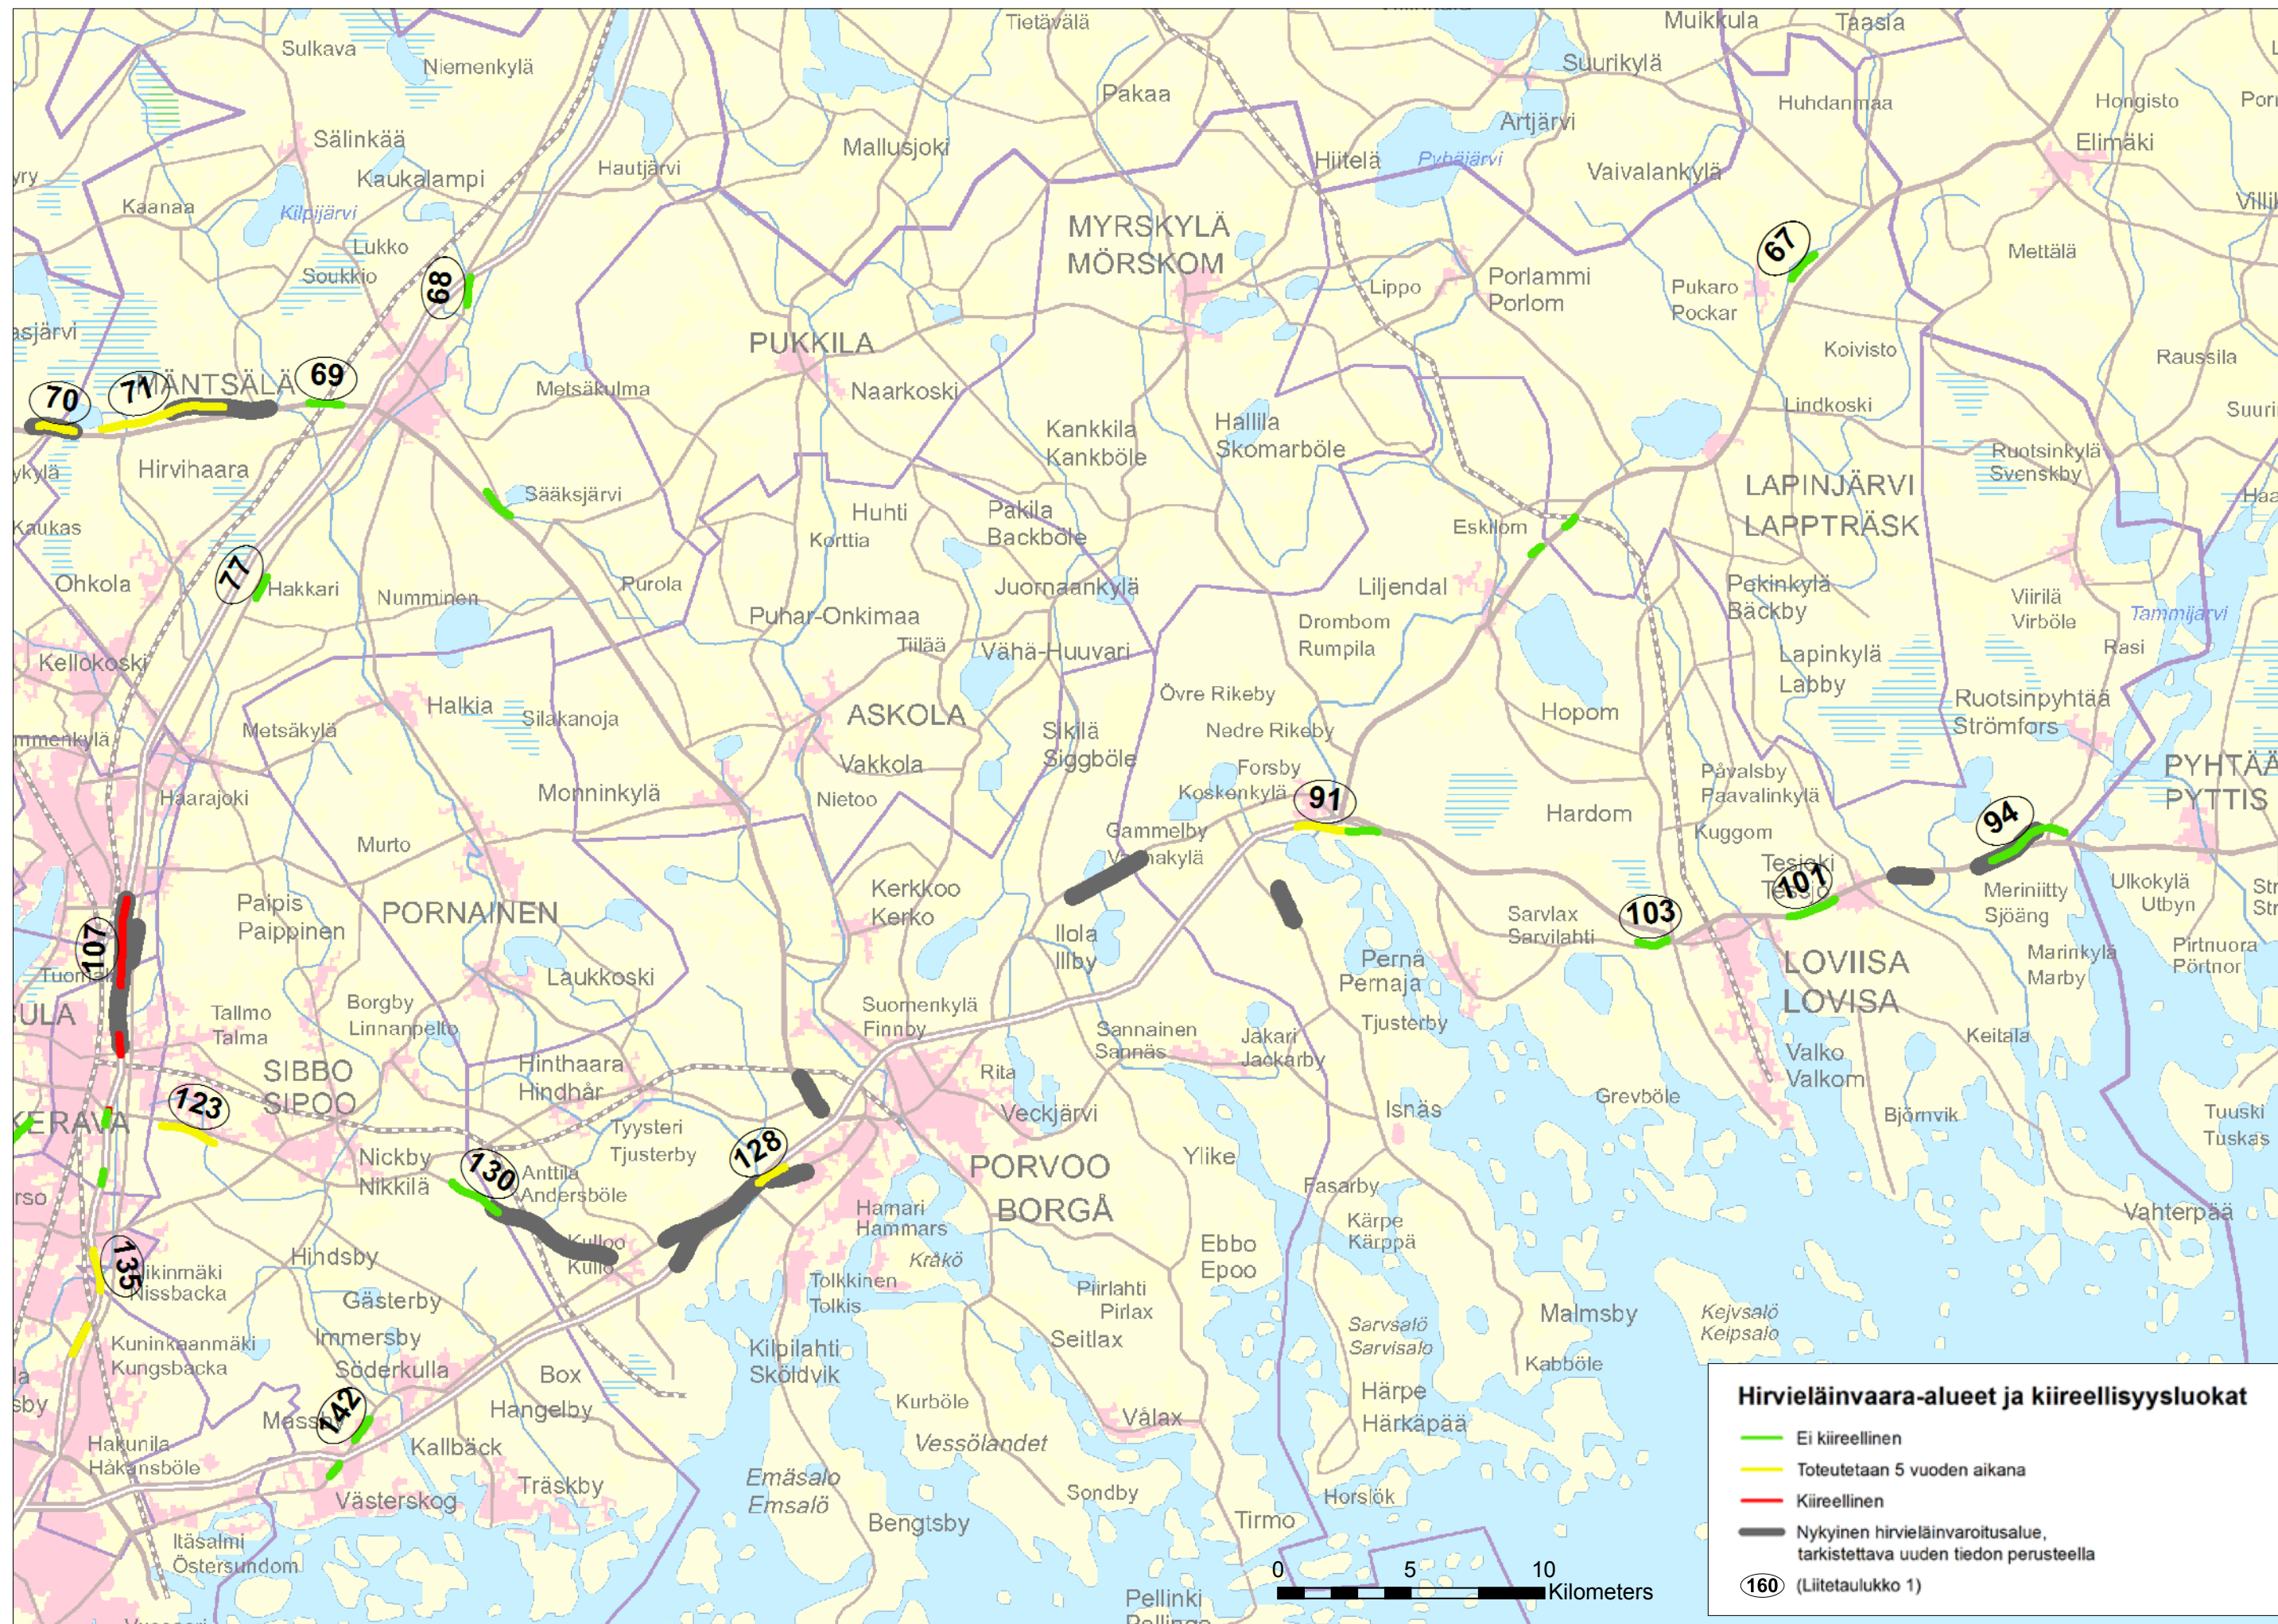 Tietävälä
Muikkula
Taasia
Sulkava
Niemenkylä
Suurikylä
Pakaa
Huhdanmaa
Hongisto
Artjärvi
Elimäki
Sälinkää
Mallusjoki
Hiitelä
Pyhäjärvi
Hautjärvi
Vaivalankylä
Kaukalampi
Kaanaa
Kilpijärvi
MYRSKYLÄ
MÖRSKOM
Lukko
Soukkio
67
Mettälä
68
Lippo
Porlammi
Porlom
Pukaro
Pockar
PUKKILA
Koivisto
Raussila
70
71
MÄNTSÄLÄ
69
Metsäkulma
Naarkoski
Lindkoski
Kankkila
Kankböle
Hallila
Skomarböle
Hirvihaara
Ruotsinkylä
Svenskby
Sääksjärvi
LAPINJÄRVI
LAPPTRÄSK
Huhti
Korttia
Pakila
Backböle
Eskilom
Kaukas
77
Ohkola
Hakkari
Numminen
Purola
Juornaankylä
Liljendal
Pekinkylä
Bäckby
Viirilä
Virböle
Tammijärvi
Puhar-Onkimaa
Tiilää
Vähä-Huuvari
Drombom
Rumpila
Rasi
Kellokoski
Lapinkylä
Labby
Halkia
Silakanoja
ASKOLA
Övre Rikeby
Hopom
Ruotsinpyhtää
Strömfors
Metsäkylä
Sikilä
Siggböle
Nedre Rikeby
Vakkola
Forsby
Koskenkylä
91
Påvalsby
Paavalinkylä
PYHTÄÄ
PYTTIS
Haarajoki
Monninkylä
Nietoo
Hardom
94
Murto
Gammelby
Kuggom
Tesjoki
Tesjö
101
Kerkkoo
Kerko
Meriniitty
Sjöäng
Ulkokylä
Utbyn
Paipis
Paippinen
PORNAINEN
103
Sarvlax
Sarvilahti
107
Ilola
Illby
Pernå
Pernaja
LOVIISA
LOVISA
Marinkylä
Marby
Pirtnuora
Pörtnor
Laukkoski
Tallmo
Talma
Borgby
Linnanpelto
Suomenkylä
Finnby
Sannainen
Sannäs
Jakari
Jackarby
Tjusterby
Keitala
SIBBO
SIPOO
Hinthaara
Hindhår
Rita
Valko
Valkom
123
KERAVA
Veckjärvi
Isnäs
Grevböle
Björnvik
Tuuski
Tuskas
Tyysteri
Tjusterby
128
Nickby
Nikkilä
130
Anttila
Andersböle
PORVOO
BORGÅ
Ylike
Fasarby
Hamari
Hammars
Kärpe
Kärppä
Vahterpää
135
Hindsby
Kulloo
Kullo
Kråkö
Ebbo
Epoo
Nissbacka
Gästerby
Tolkkinen
Tolkis
Piirlahti
Pirlax
Malmsby
Kejvsalö
Keipsalo
Kuninkaanmäki
Kungsbacka
Immersby
Söderkulla
Kilpilahti
Sköldvik
Seitlax
Sarvsalö
Sarvisalo
Kabböle
Box
Hangelby
Kurböle
Vålax
Härpe
Härkäpää
142
Hakunila
Håkansböle
Kallbäck
Vessölandet
Västerskog
Träskby
Emäsalo
Emsalö
Sondby
Horslök
Bengtsby
Tirmo
Itäsalmi
Östersundom
Pellinki
0 5 10
Kilometers
Hirvieläinvaara-alueet ja kiireellisyysluokat
Ei kiireellinen
Toteutetaan 5 vuoden aikana
Kiireellinen
Nykyinen hirvieläinvaroitusalue,
tarkistettava uuden tiedon perusteella
160 (Liitetaulukko 1)